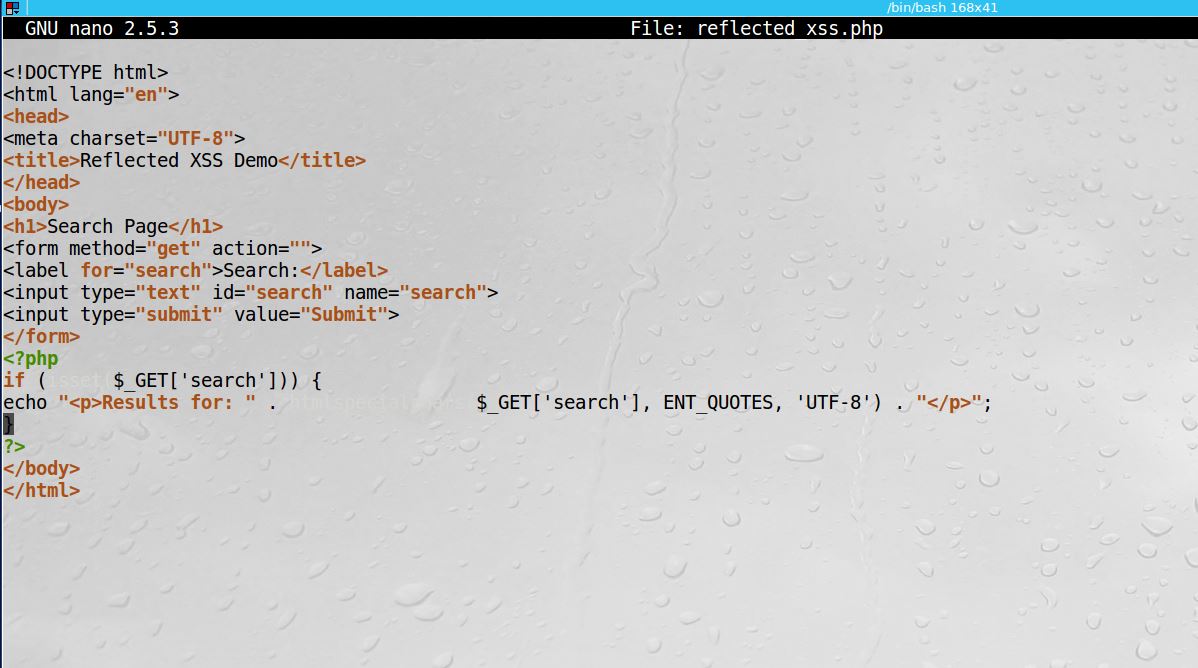 /bin/bash 168x41
GNU nano 2.5.3 File: reflected xss.php
<!DOCTYPE html>
<html lang="en">
<head>
<meta charset="UTF-8">
<title>Reflected XSS Demo</title>
</head>
<body>
<h1>Search Page</h1>
<form method="get" action="">
<label for="search">Search:</label>
<input type="text" id="search" name="search">
<input type="submit" value="Submit">
</form>
<?php
if (isset($_GET['search'])) {
echo "<p>Results for: " . htmlspecialchars($_GET['search'], ENT_QUOTES, 'UTF-8') . "</p>";
}
?>
</body>
</html>